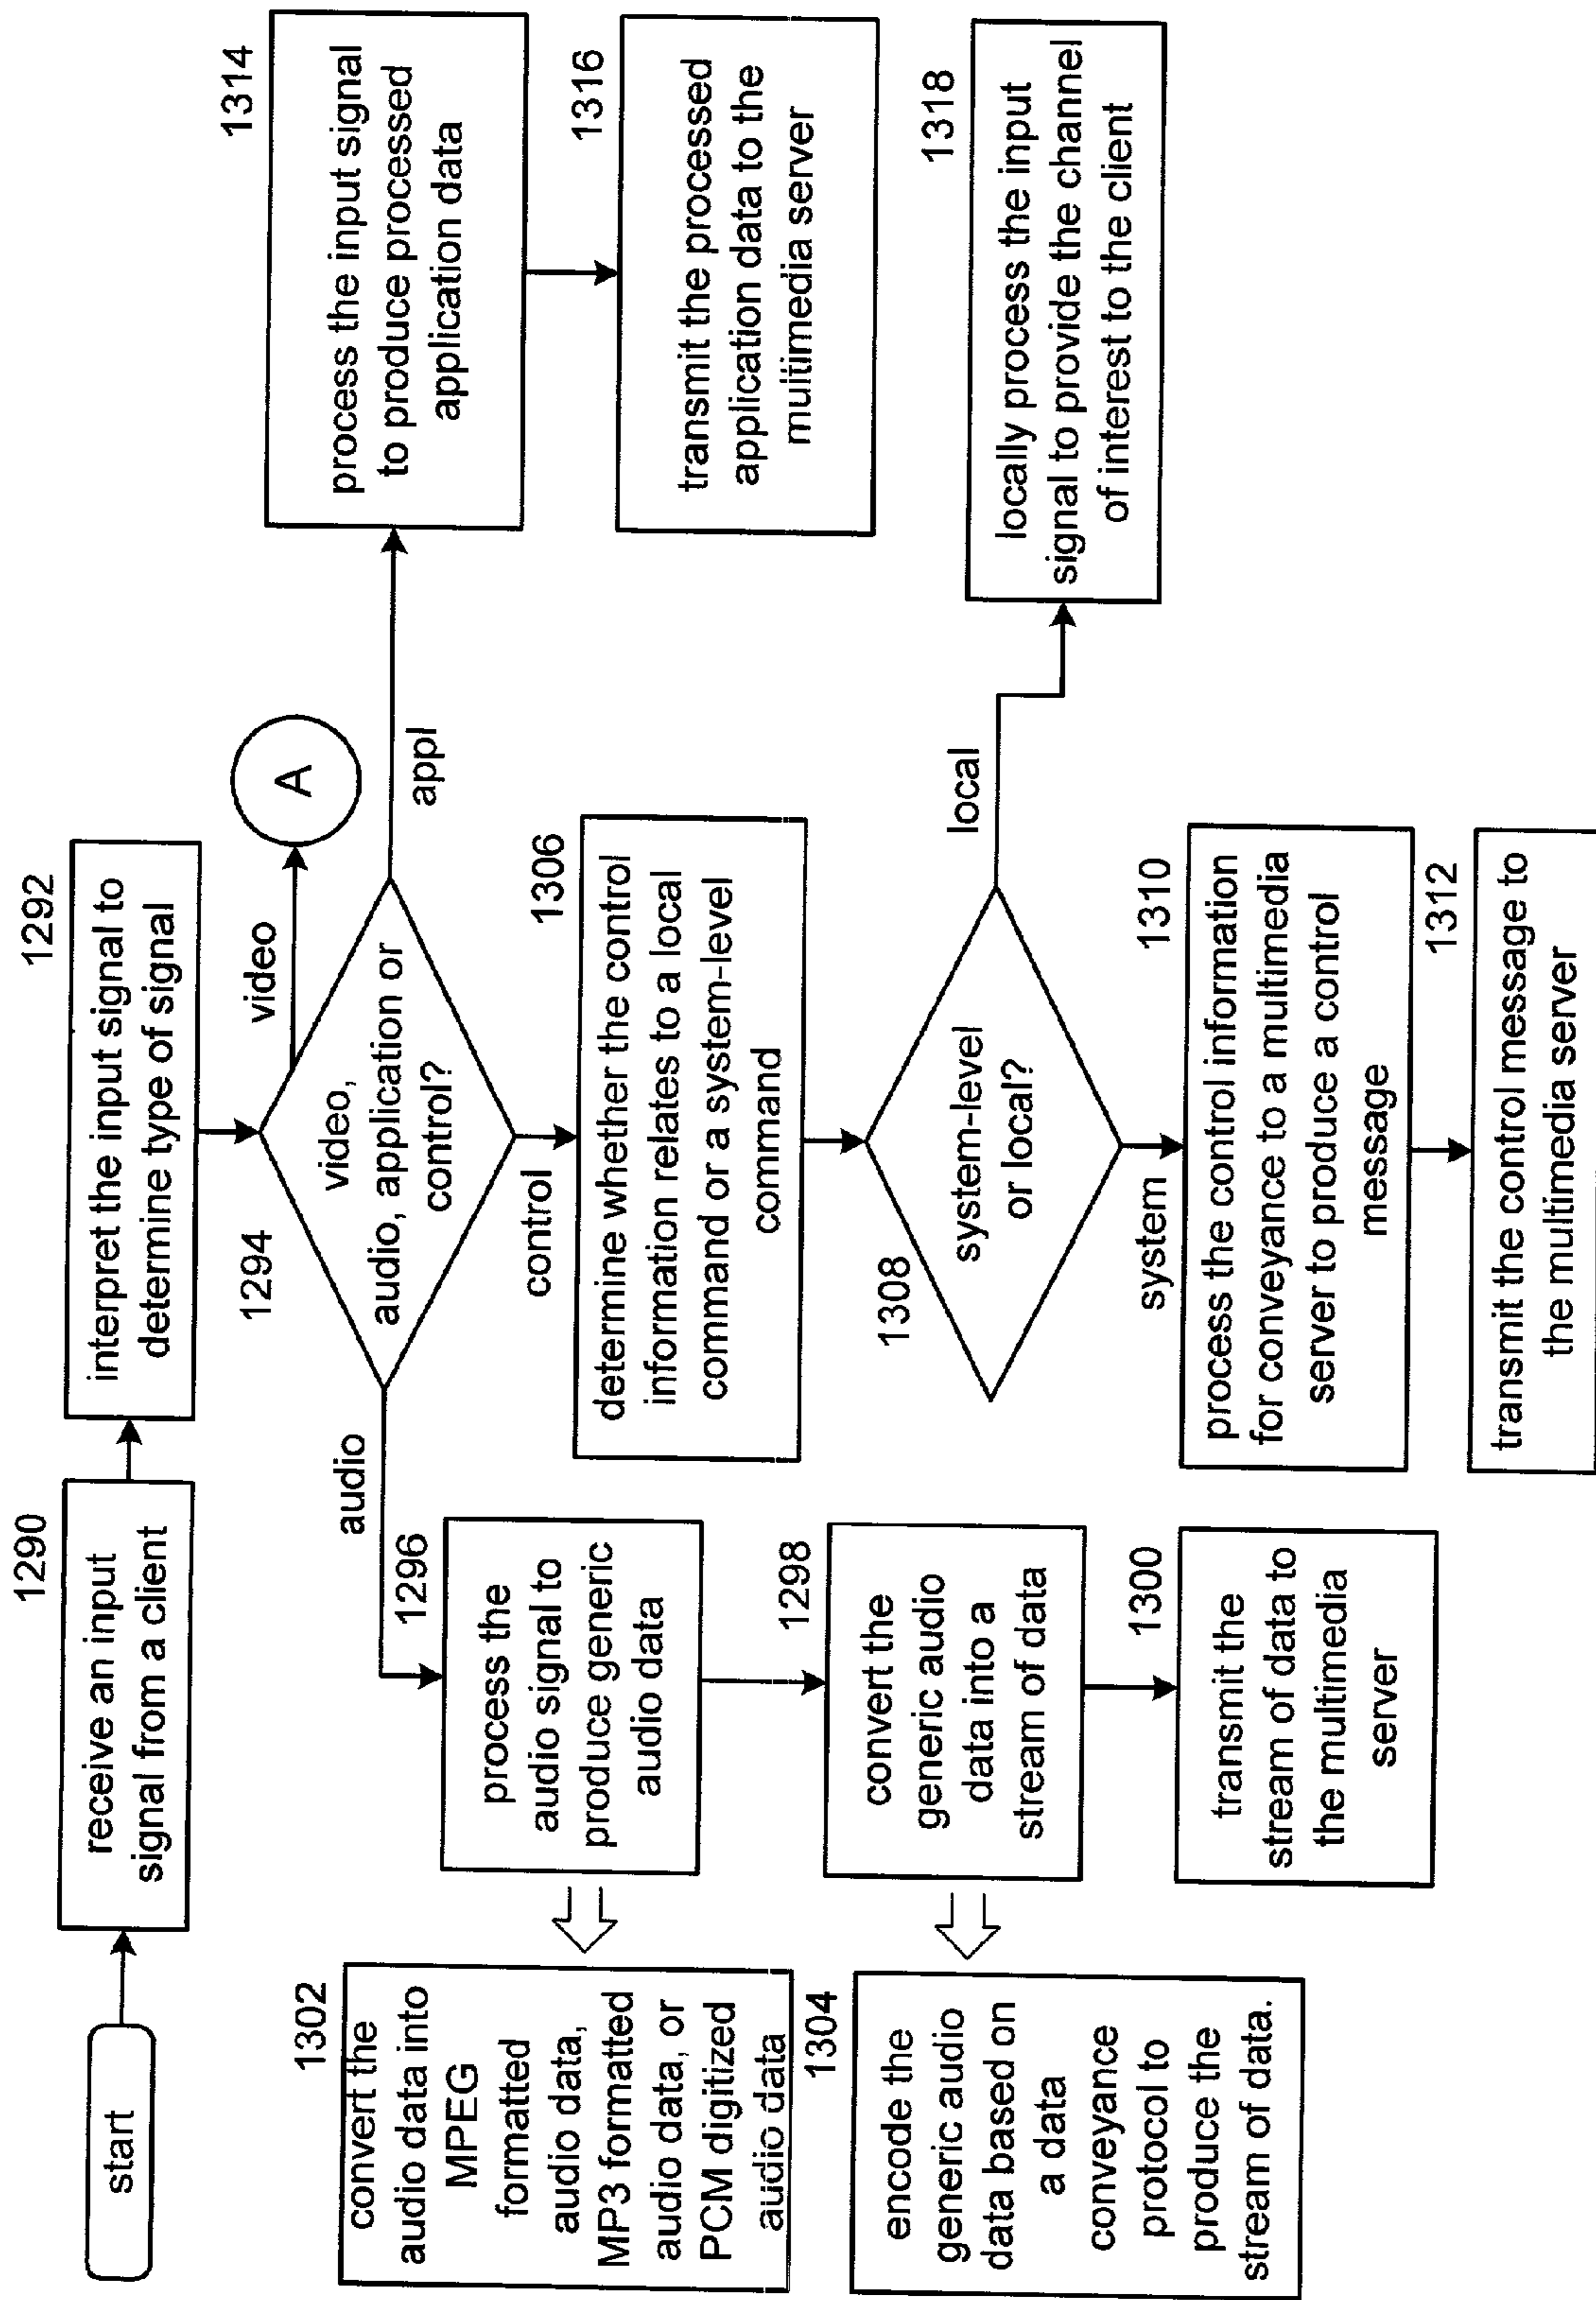 start
1290
receive an input
signal from a client
1292
interpret the input signal to
determine type of signal
1294
video,
audio, application or
control?
video
A
appl
audio
control
1314
process the input signal
to produce processed
application data
1316
transmit the processed
application data to the
multimedia server
1296
process the
audio signal to
produce generic
audio data
1302
convert the
audio data into
MPEG
formatted
audio data,
MP3 formatted
audio data, or
PCM digitized
audio data
1298
convert the
generic audio
data into a
stream of data
1304
encode the
generic audio
data based on
a data
conveyance
protocol to
produce the
stream of data.
1300
transmit the
stream of data to
the multimedia
server
1306
determine whether the control
information relates to a local
command or a system-level
command
1308
system-level
or local?
local
system
1318
locally process the input
signal to provide the channel
of interest to the client
1310
process the control information
for conveyance to a multimedia
server to produce a control
message
1312
transmit the control message to
the multimedia server